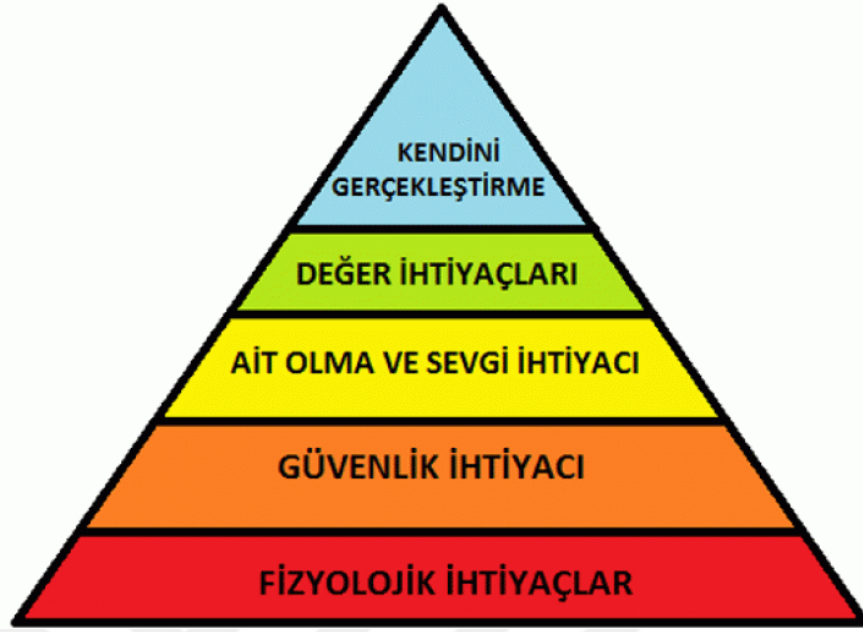 KENDİNİ
GERÇEKLEŞTİRME
DEĞER İHTİYAÇLARI
AİT OLMA VE SEVGİ İHTİYACI
GÜVENLİK İHTİYACI
FİZYOLOJİK İHTİYAÇLAR